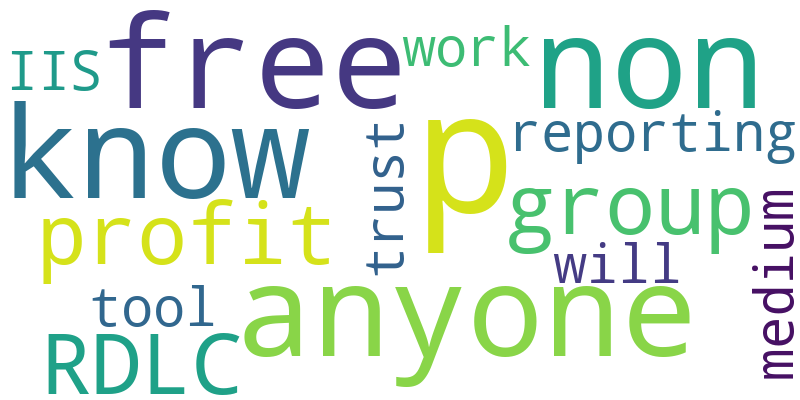 IIS
free
work
non
know
p
reporting
trust
profit
group
will
medium
tool
anyone
RDLC